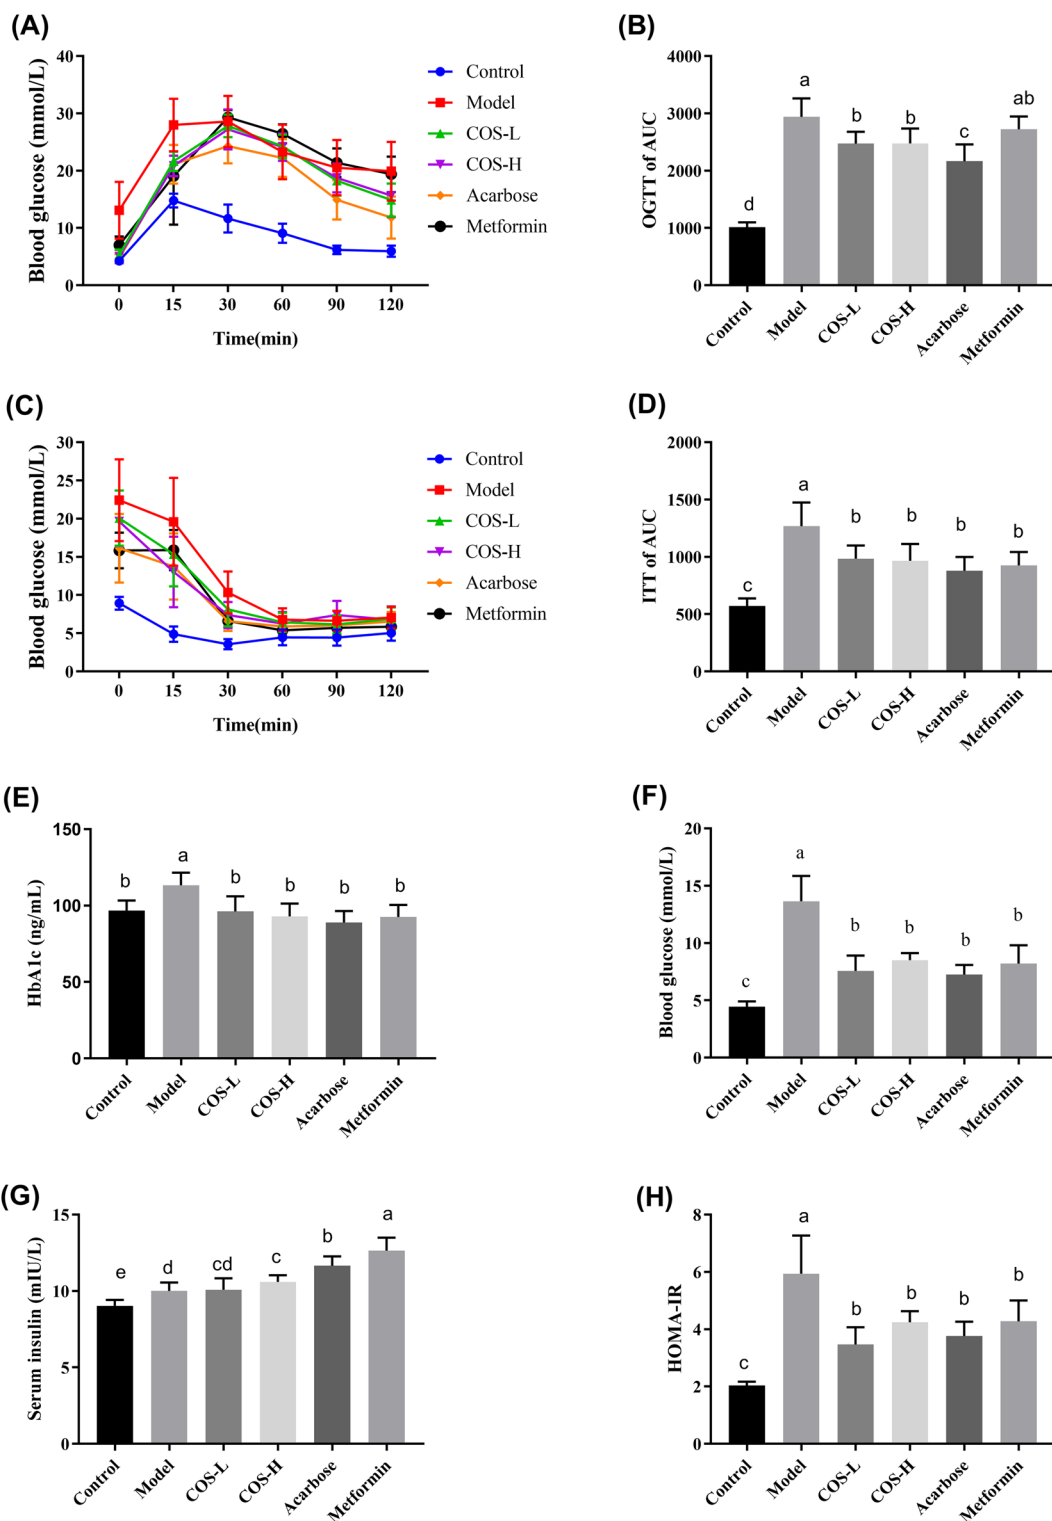 (A)
Blood glucose (mmol/L)
40
30
20
10
0
0 15 30 60 90 120
Time(min)
Control
Model
COS-L
COS-H
Acarbose
Metformin
(B)
OGTT of AUC
4000
3000
2000
1000
0
d a b b c ab
Control Model COS-L COS-H Acarbose Metformin
(C)
Blood glucose (mmol/L)
30
25
20
15
10
5
0
0 15 30 60 90 120
Time(min)
Control
Model
COS-L
COS-H
Acarbose
Metformin
(D)
ITT of AUC
2000
1500
1000
500
0
c a b b b b
Control Model COS-L COS-H Acarbose Metformin
(E)
HbA1c (ng/mL)
150
100
50
0
b a b b b b
Control Model COS-L COS-H Acarbose Metformin
(F)
Blood glucose (mmol/L)
20
15
10
5
0
c a b b b b
Control Model COS-L COS-H Acarbose Metformin
(G)
Serum insulin (mIU/L)
15
10
5
0
e d cd c b a
Control Model COS-L COS-H Acarbose Metformin
(H)
HOMA-IR
8
6
4
2
0
c a b b b b
Control Model COS-L COS-H Acarbose Metformin